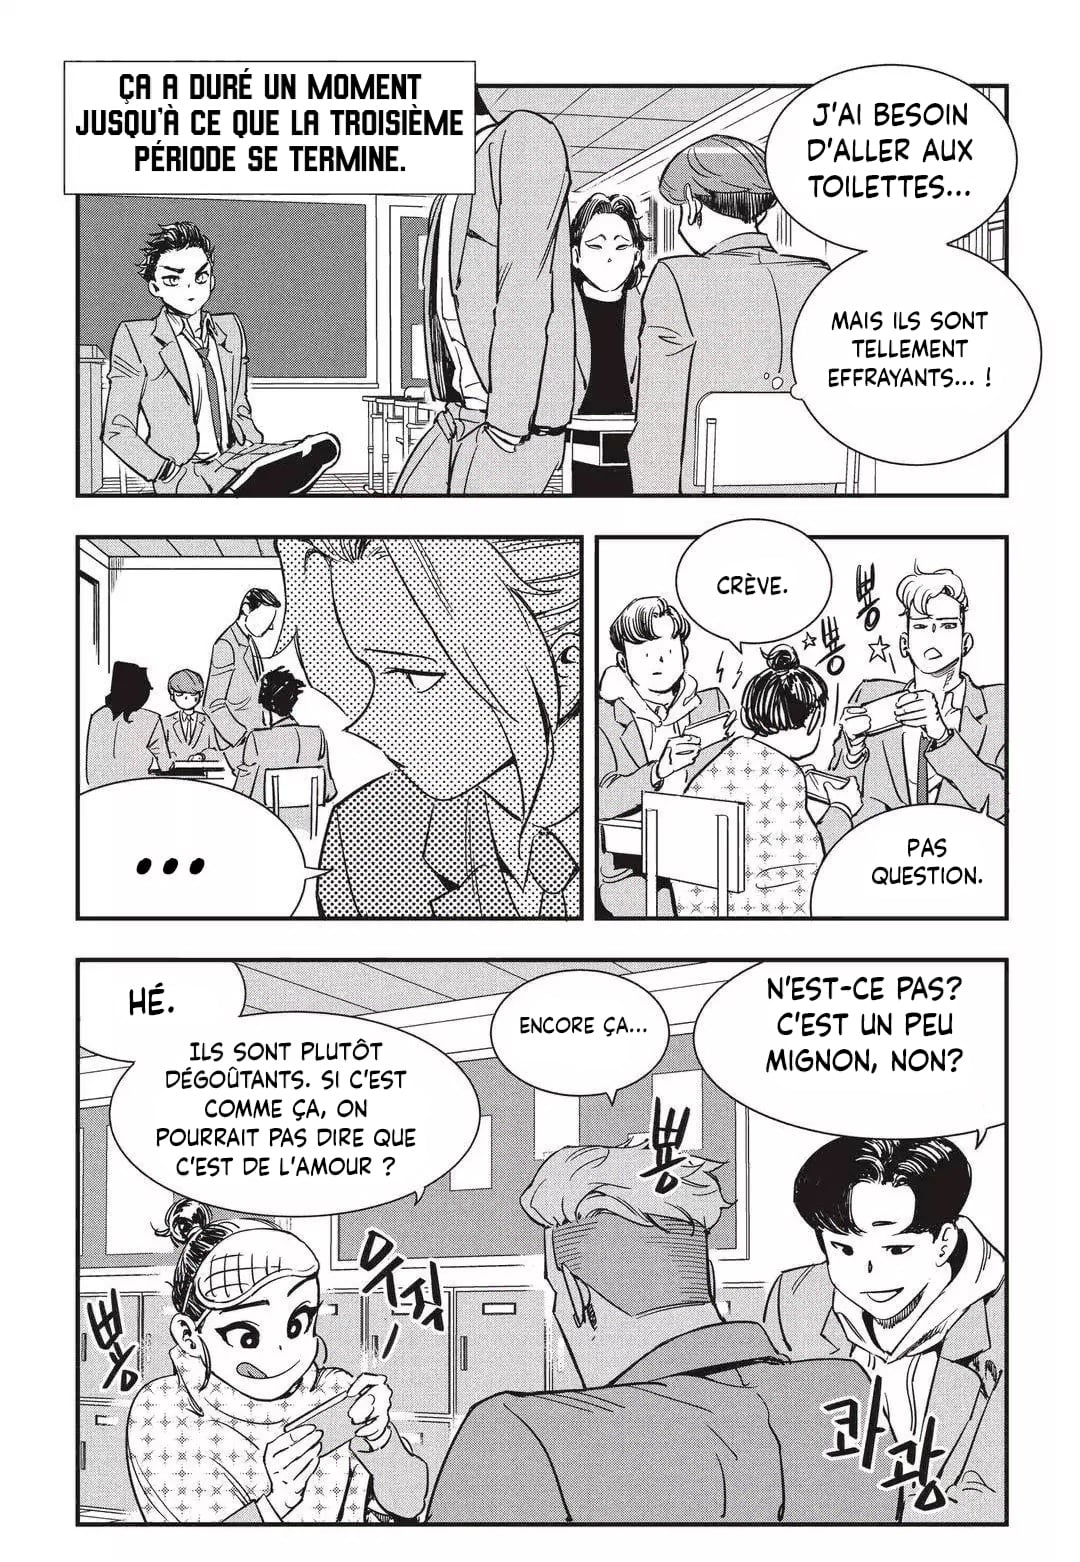 ÇA A DURÉ UN MOMENT
JUSQU'À CE QUE LA TROISIÈME
PÉRIODE SE TERMINE.
J'AI BESOIN
D'ALLER AUX
TOILETTES...
MAIS ILS SONT
TELLEMENT
EFFRAYANTS... !
...
CRÈVE.
뿅
뿅
PAS
QUESTION.
HÉ.
ILS SONT PLUTÔT
DÉGOÛTANTS. SI C'EST
COMME ÇA, ON
POURRAIT PAS DIRE QUE
C'EST DE L'AMOUR ?
ENCORE ÇA...
N'EST-CE PAS?
C'EST UN PEU
MIGNON, NON?
뿅
뿅
콰
광